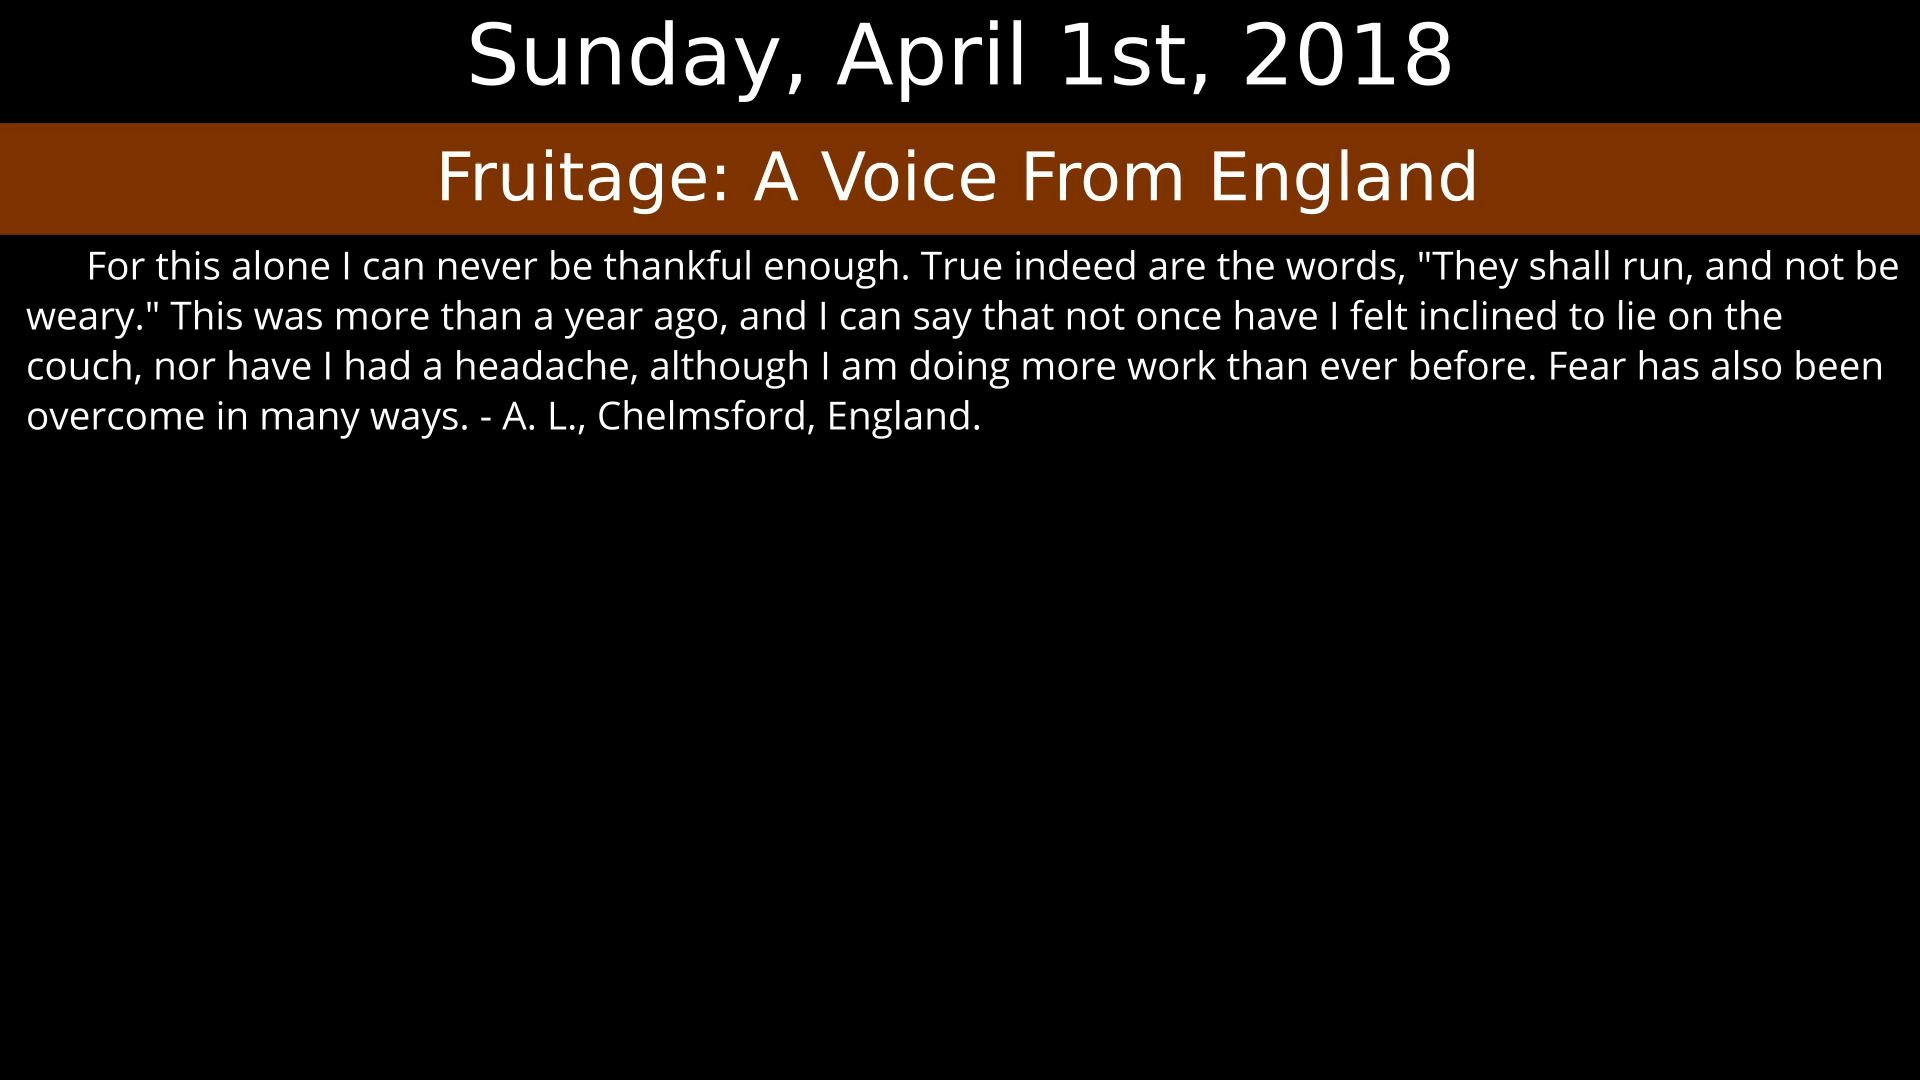 Sunday, April 1st, 2018
Fruitage: A Voice From England
For this alone I can never be thankful enough. True indeed are the words, "They shall run, and not be
weary." This was more than a year ago, and I can say that not once have I felt inclined to lie on the
couch, nor have I had a headache, although I am doing more work than ever before. Fear has also been
overcome in many ways. - A. L., Chelmsford, England.